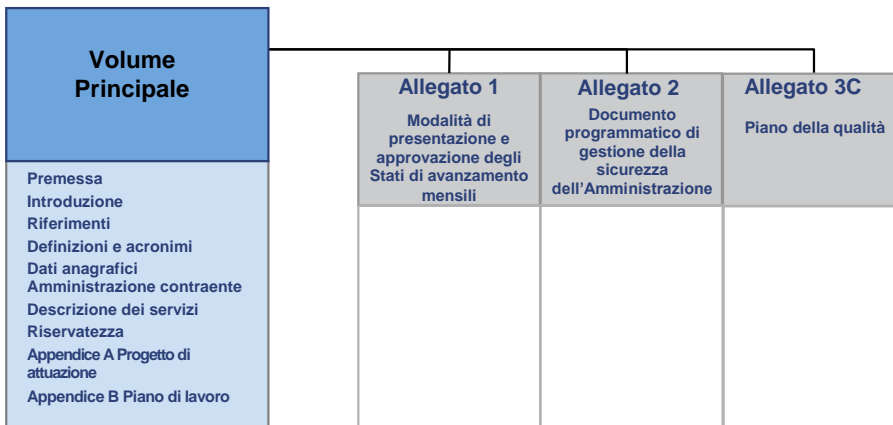 Volume
Principale
Premessa
Introduzione
Riferimenti
Definizioni e acronimi
Dati anagrafici
Amministrazione contraente
Descrizione dei servizi
Riservatezza
Appendice A Progetto di
attuazione
Appendice B Piano di lavoro
Allegato 1
Modalità di
presentazione e
approvazione degli
Stati di avanzamento
mensili
Allegato 2
Documento
programmatico di
gestione della
sicurezza
dell'Amministrazione
Allegato 3C
Piano della qualità